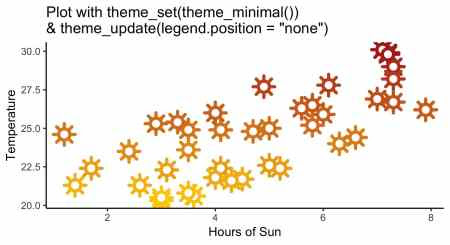 Plot with theme_set(theme_minimal())
& theme_update(legend.position = "none")
30.0
27.5
25.0
22.5
20.0
Temperature
2
4
6
8
Hours of Sun